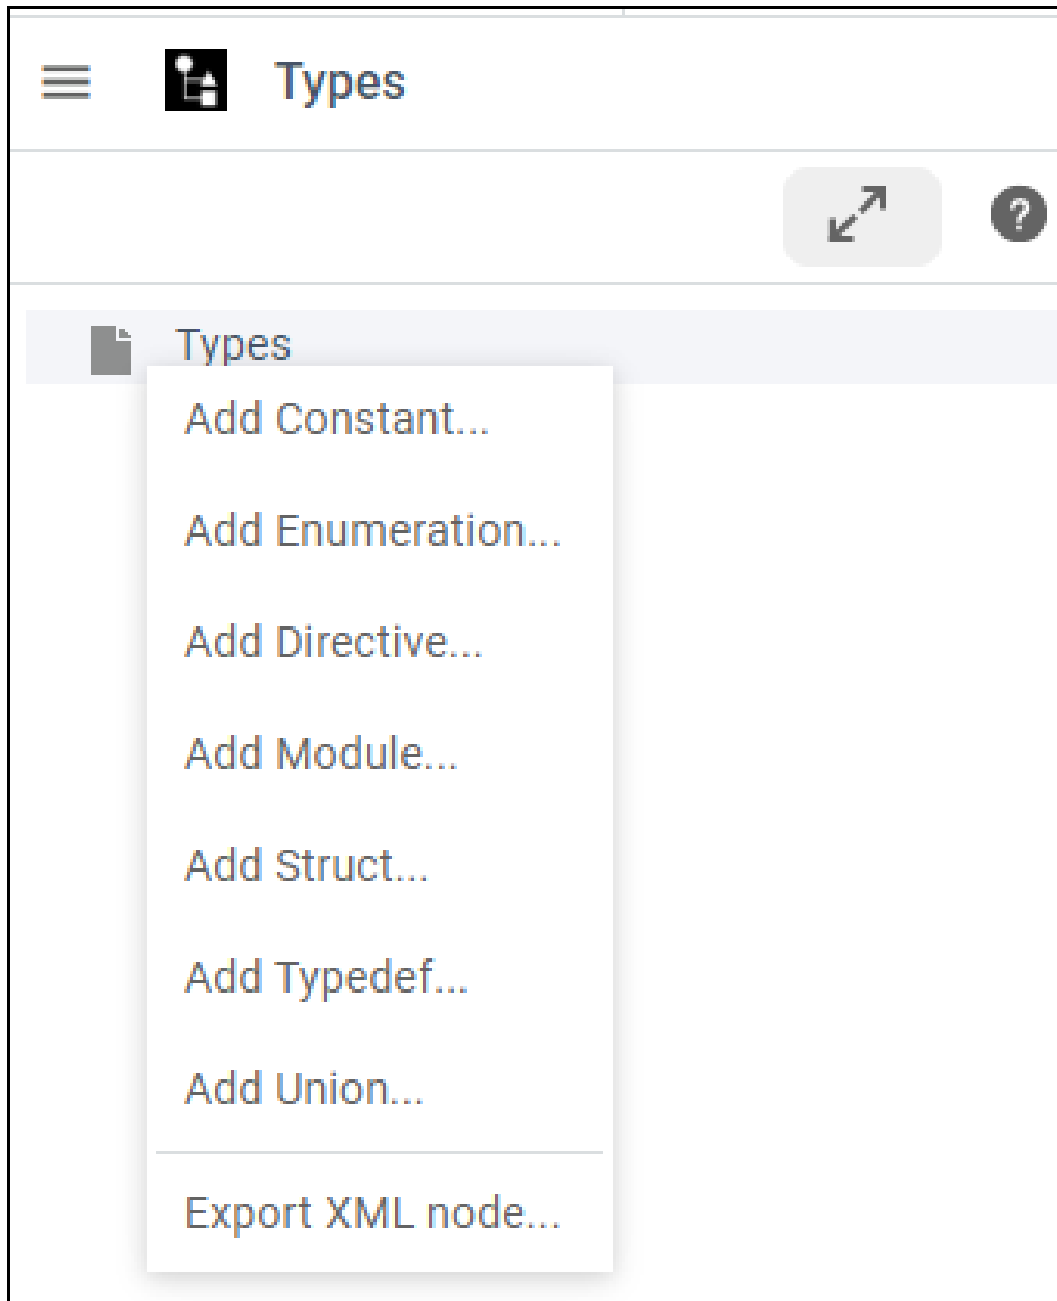 Types
Types
Add Constant...
Add Enumeration...
Add Directive...
Add Module...
Add Struct...
Add Typedef...
Add Union...
Export XML node...